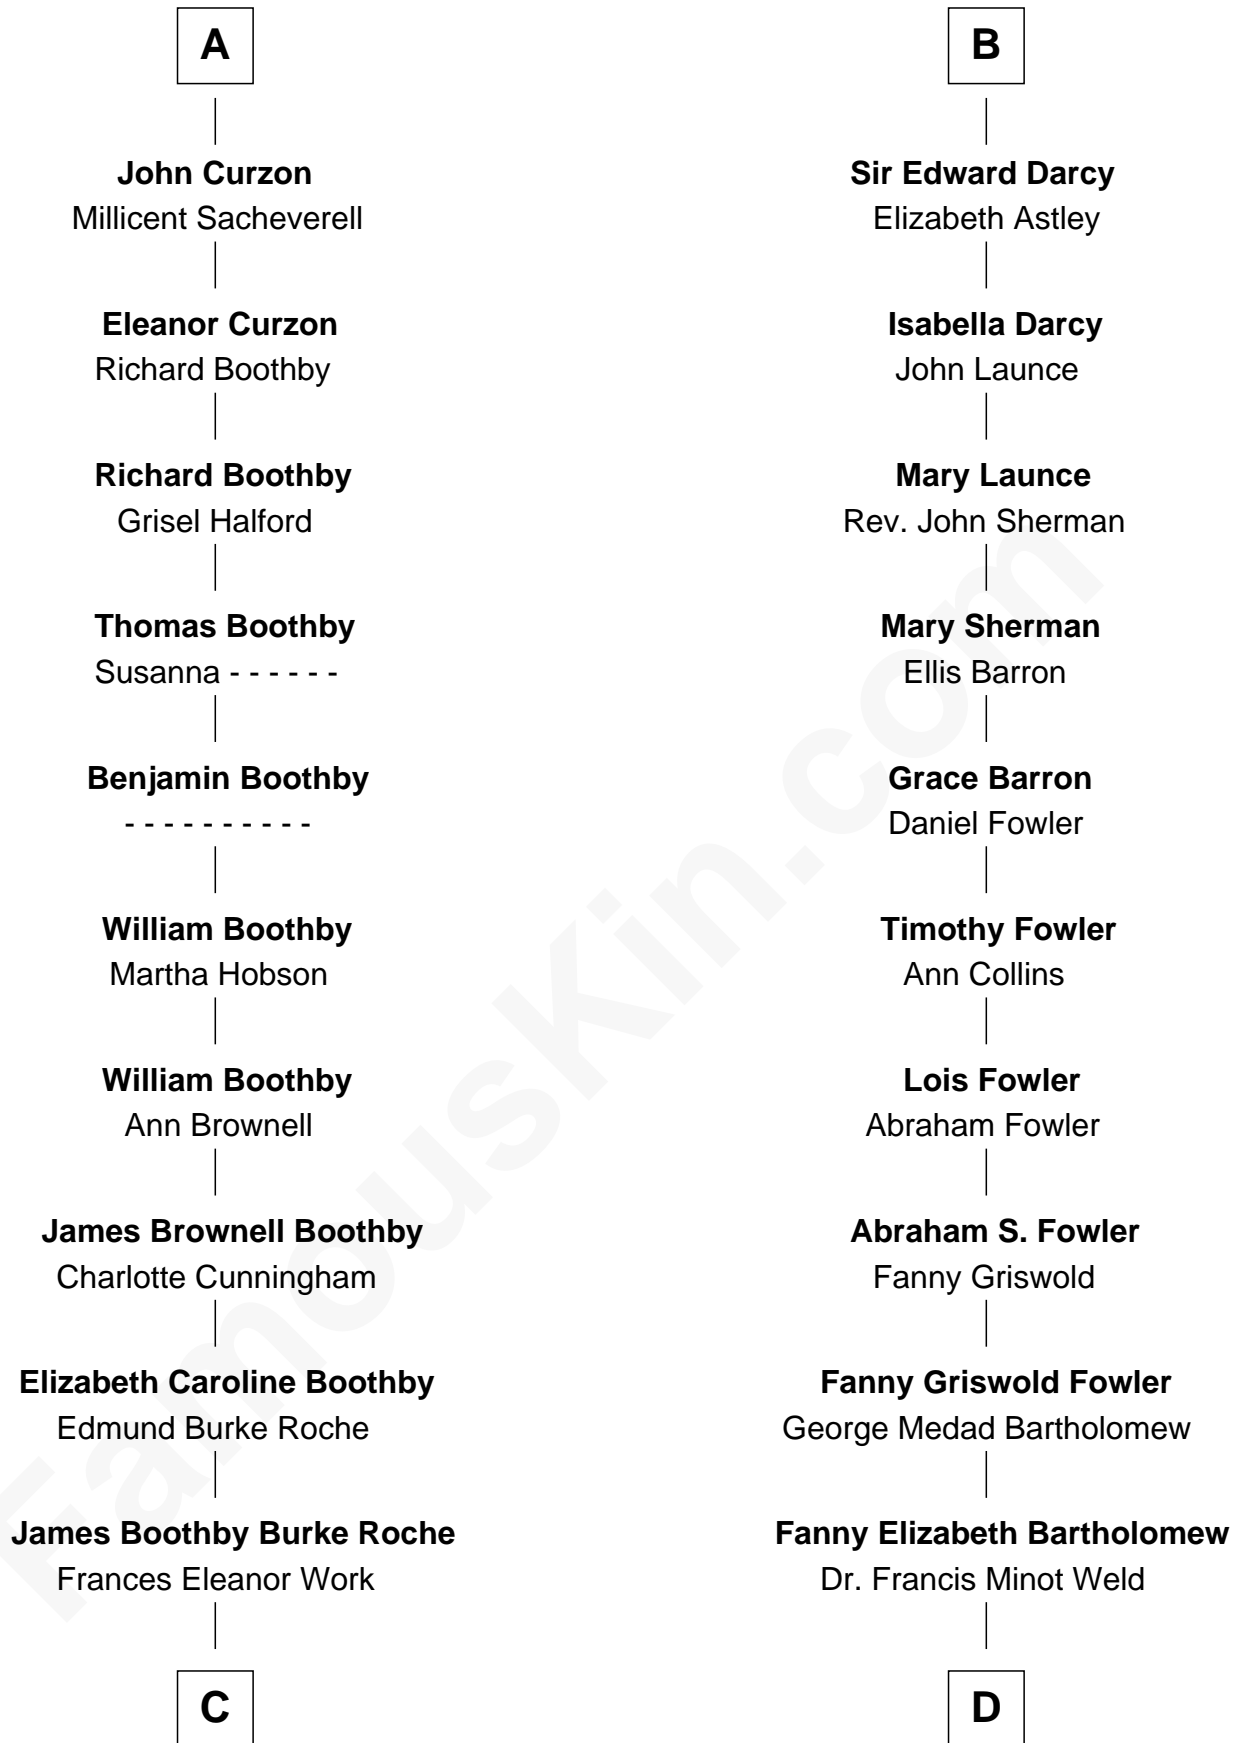 A
John Curzon
Millicent Sacheverell
Eleanor Curzon
Richard Boothby
Richard Boothby
Grisel Halford
Thomas Boothby
Susanna - - - - - -
Benjamin Boothby
- - - - - - - - - -
William Boothby
Martha Hobson
William Boothby
Ann Brownell
James Brownell Boothby
Charlotte Cunningham
Elizabeth Caroline Boothby
Edmund Burke Roche
James Boothby Burke Roche
Frances Eleanor Work
C
B
Sir Edward Darcy
Elizabeth Astley
Isabella Darcy
John Launce
Mary Launce
Rev. John Sherman
Mary Sherman
Ellis Barron
Grace Barron
Daniel Fowler
Timothy Fowler
Ann Collins
Lois Fowler
Abraham Fowler
Abraham S. Fowler
Fanny Griswold
Fanny Griswold Fowler
George Medad Bartholomew
Fanny Elizabeth Bartholomew
Dr. Francis Minot Weld
D
FamousKin.com